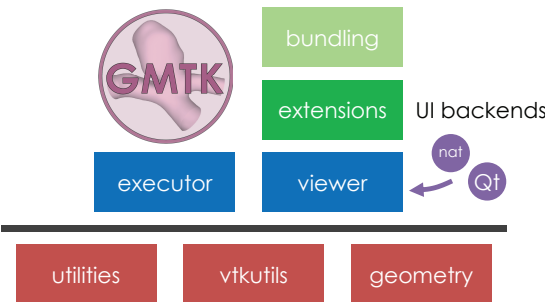 GMTK
bundling
extensions
UI backends
nat
Qt
executor
viewer
utilities
vtkutils
geometry